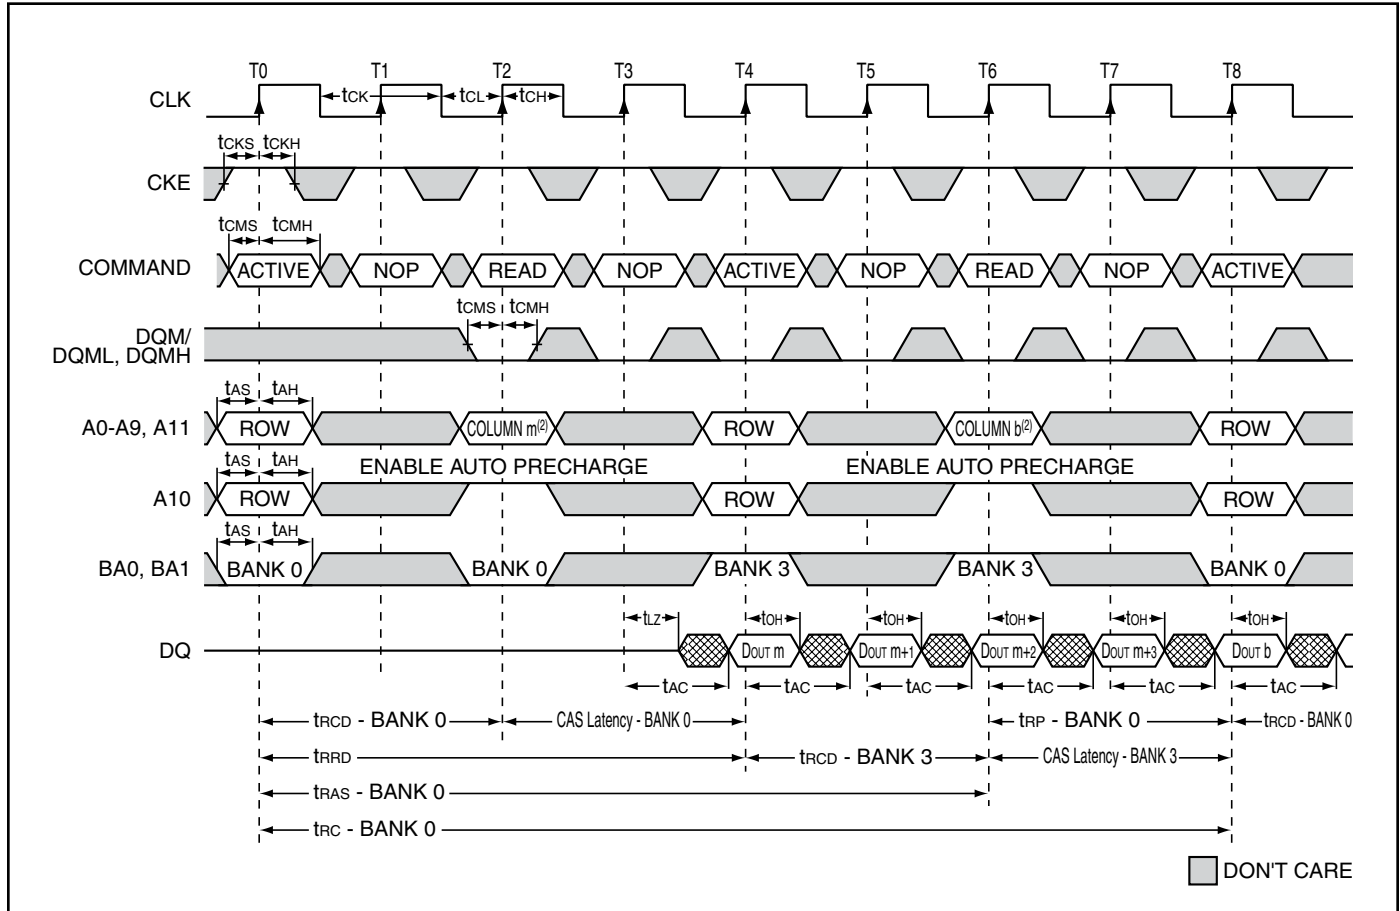 T0 T1 T2 T3 T4 T5 T6 T7 T8
CLK tCK tCL tCH
tCKS tCKH
CKE
tCMS tCMH
COMMAND ACTIVE NOP READ NOP ACTIVE NOP READ NOP ACTIVE
tCMS tCMH
DQM/
DQML, DQMH
tAS tAH
A0-A9, A11 ROW COLUMN m(2) ROW COLUMN b(2) ROW
tAS tAH ENABLE AUTO PRECHARGE ENABLE AUTO PRECHARGE
A10 ROW ROW ROW
tAS tAH
BA0, BA1 BANK 0 BANK 0 BANK 3 BANK 3 BANK 0
tLZ tOH tOH tOH tOH tOH
DQ DOUT m DOUT m+1 DOUT m+2 DOUT m+3 DOUT b
tAC tAC tAC tAC tAC tAC
tRCD - BANK 0 CAS Latency - BANK 0 tRP - BANK 0 tRCD - BANK 0
tRRD tRCD - BANK 3 CAS Latency - BANK 3
tRAS - BANK 0
tRC - BANK 0
DON'T CARE